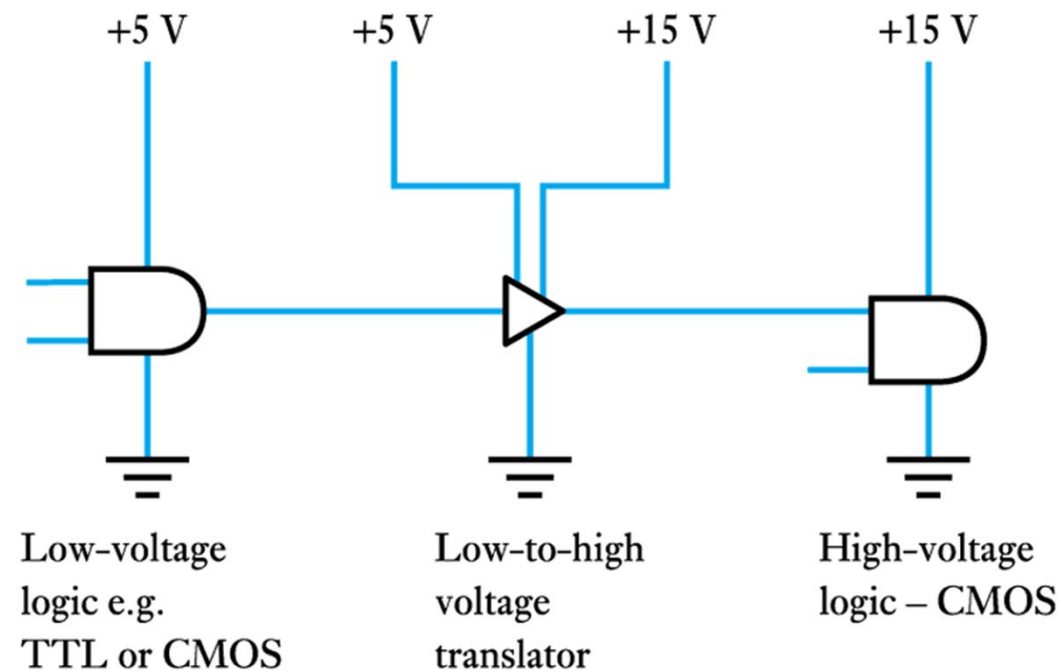 +5 V
+5 V
+15 V
+15 V
Low-voltage
logic e.g.
TTL or CMOS
Low-to-high
voltage
translator
High-voltage
logic – CMOS